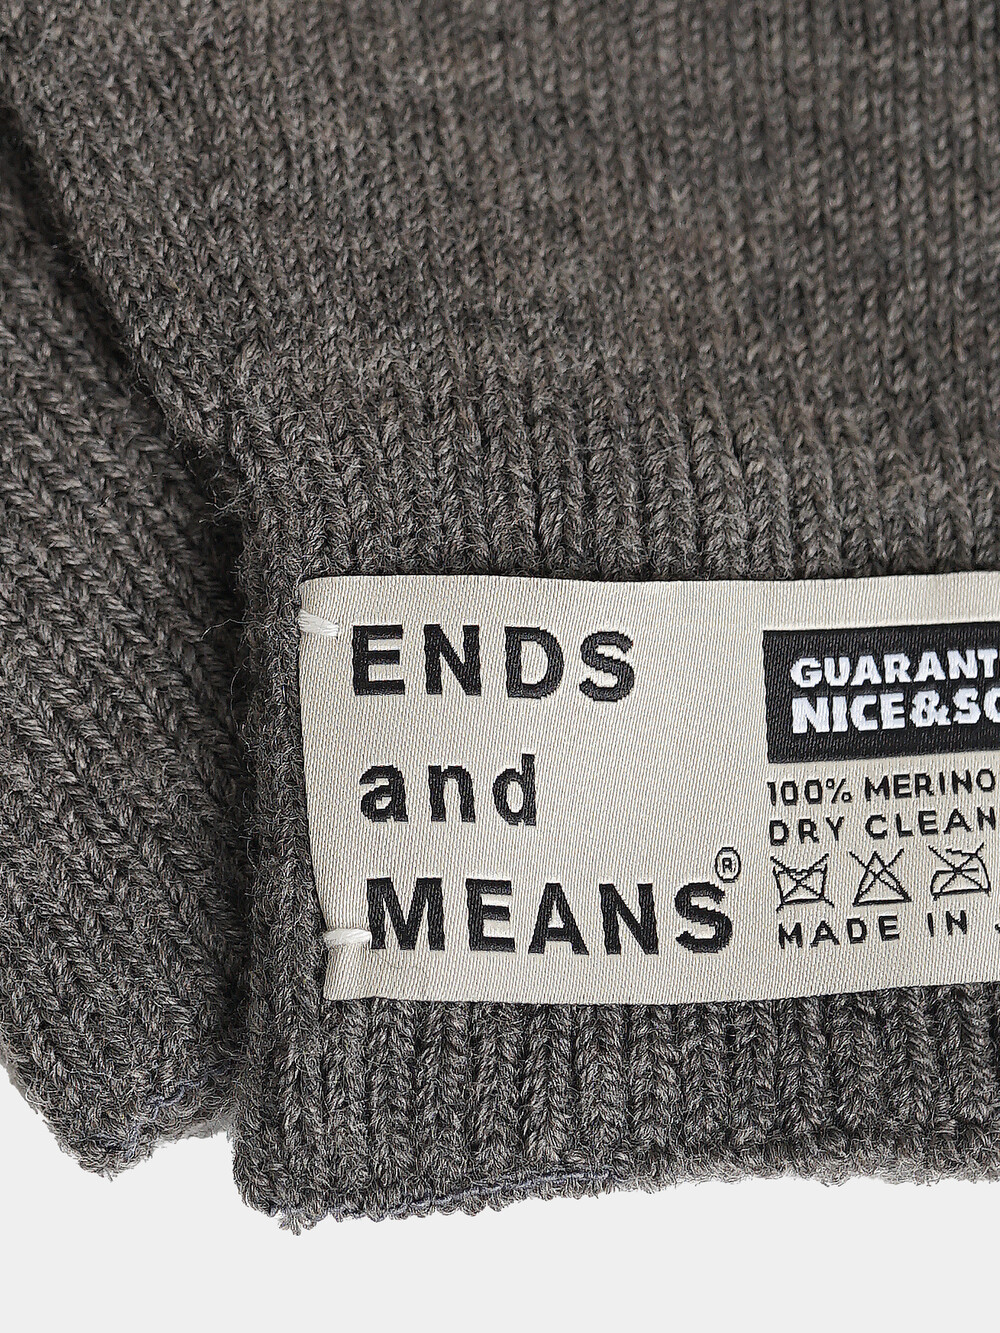 ENDS
and
MEANS®
GUARANT
NICE&SO
100% MERINO
DRY CLEAN
MADE IN